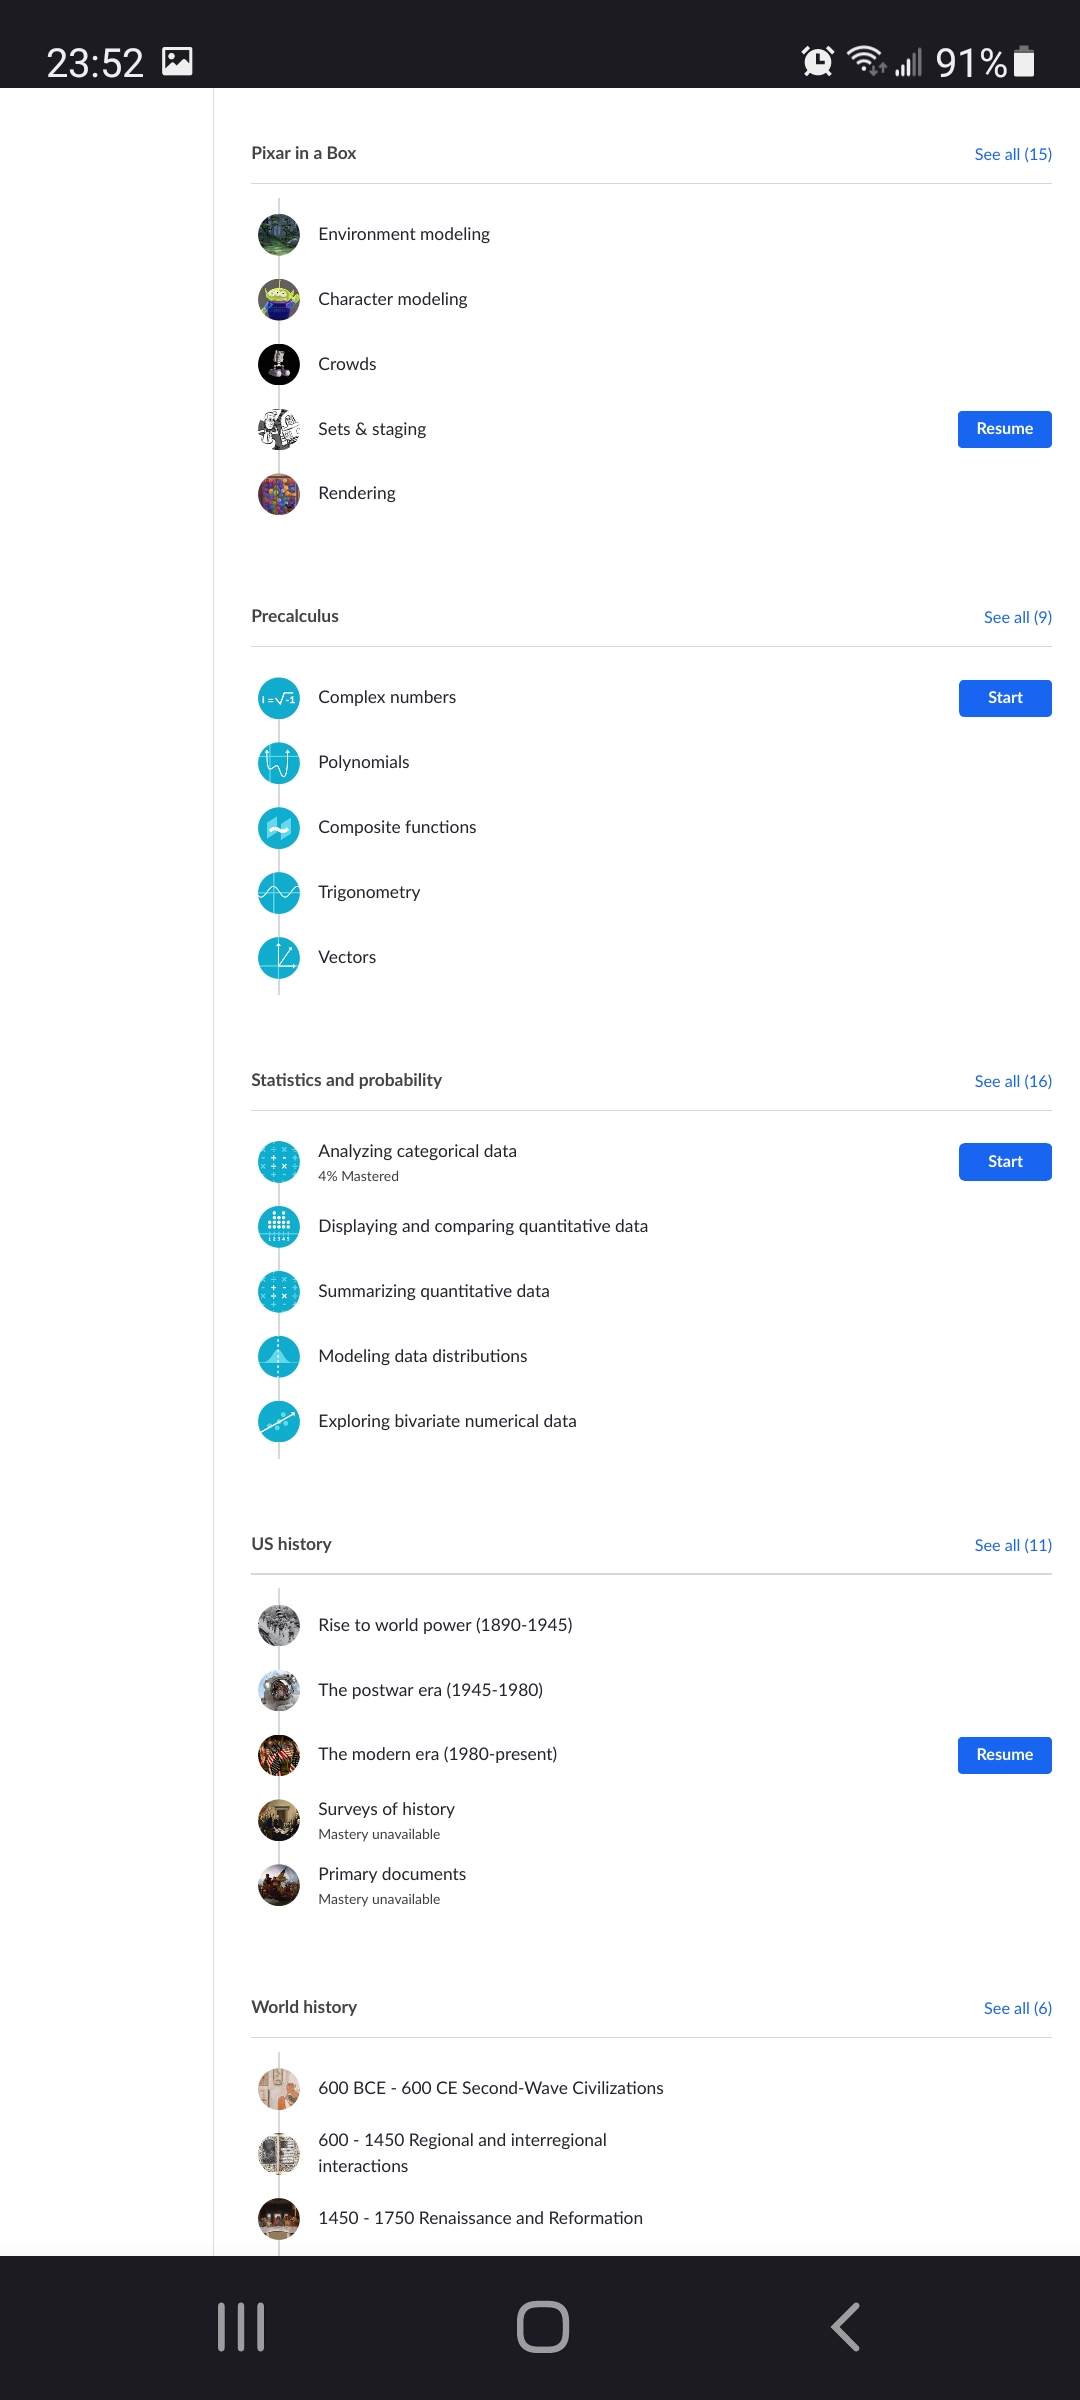 23:52
91%
Pixar in a Box
See all (15)
Environment modeling
Character modeling
Crowds
Sets & staging
Resume
Rendering
Precalculus
See all (9)
Complex numbers
Start
Polynomials
Composite functions
Trigonometry
Vectors
Statistics and probability
See all (16)
Analyzing categorical data
4% Mastered
Start
Displaying and comparing quantitative data
Summarizing quantitative data
Modeling data distributions
Exploring bivariate numerical data
US history
See all (11)
Rise to world power (1890-1945)
The postwar era (1945-1980)
The modern era (1980-present)
Resume
Surveys of history
Mastery unavailable
Primary documents
Mastery unavailable
World history
See all (6)
600 BCE - 600 CE Second-Wave Civilizations
600 - 1450 Regional and interregional
interactions
1450 - 1750 Renaissance and Reformation